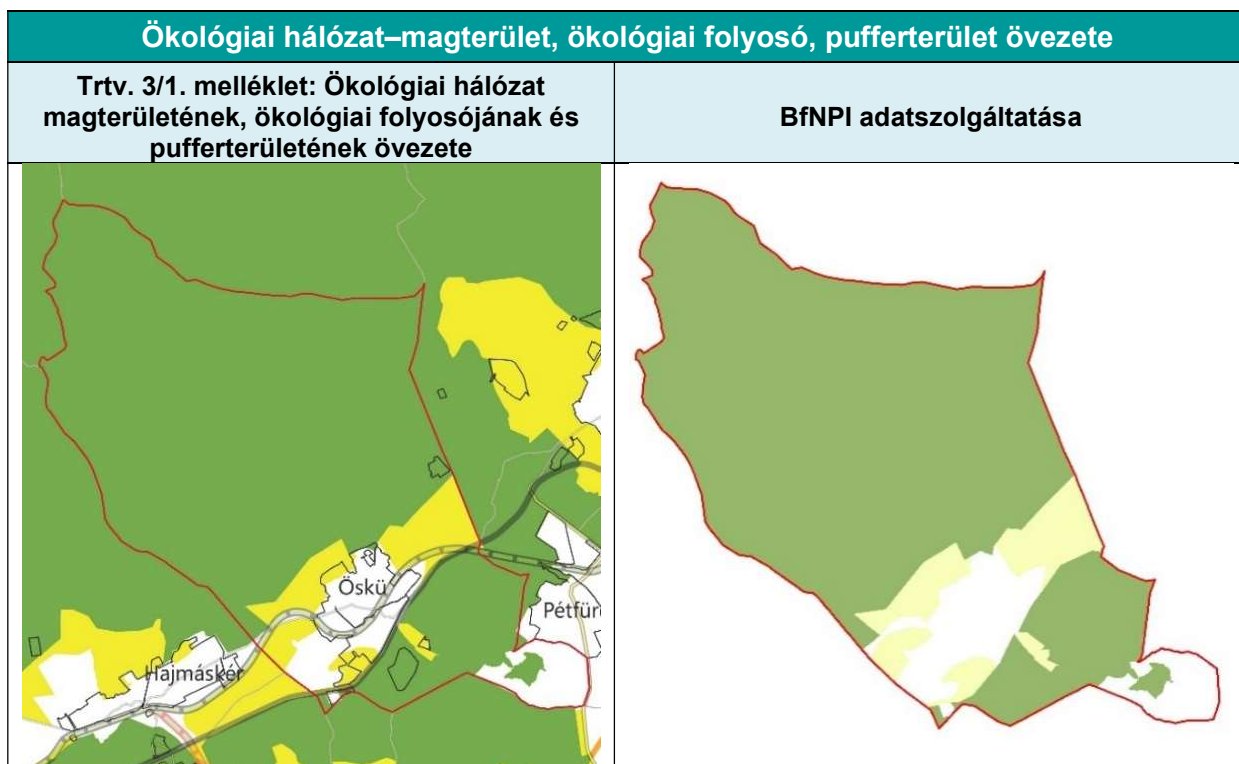 Ökológiai hálózat–magterület, ökológiai folyosó, pufferterület övezete
Trtv. 3/1. melléklet: Ökológiai hálózat
magterületének, ökológiai folyosójának és
pufferterületének övezete
BfNPI adatszolgáltatása
Öskü
Pétfür
Hajmáskér